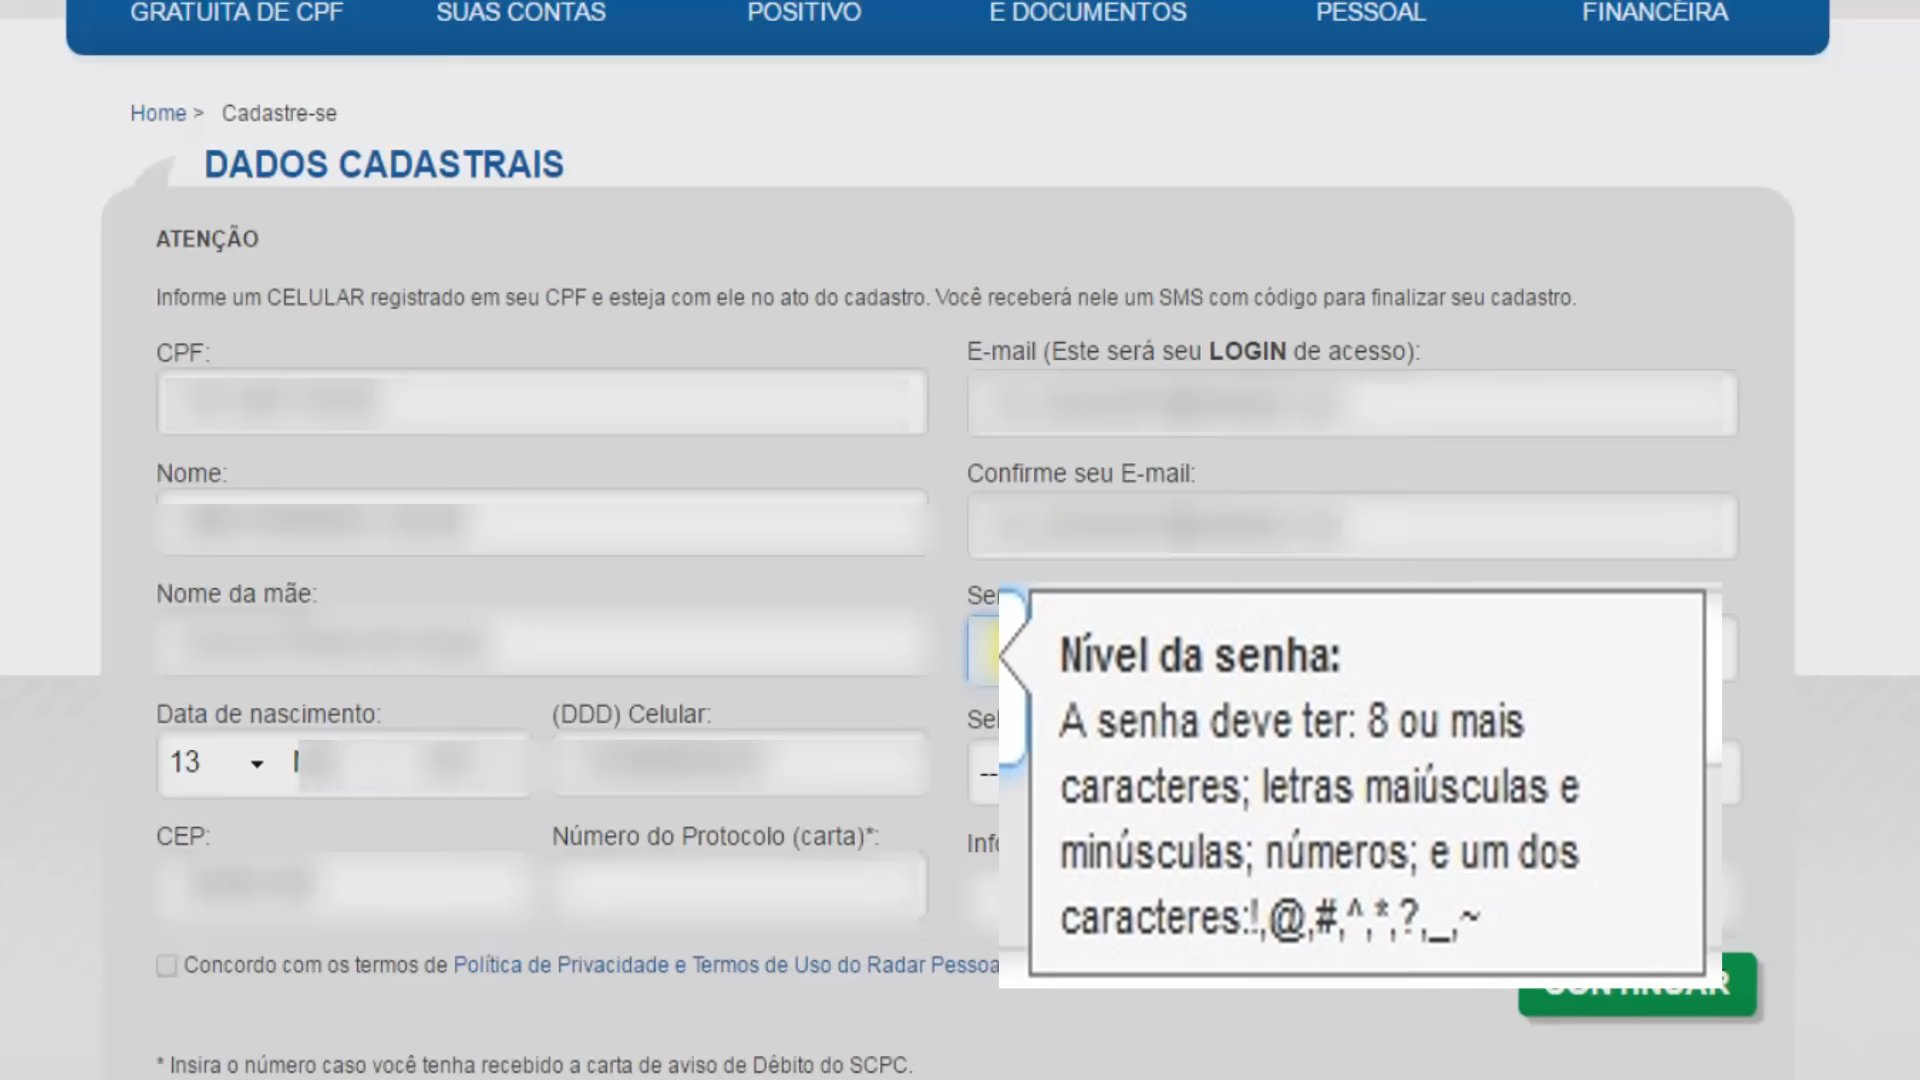 GRATUITA DE CPF
SUAS CONTAS
POSITIVO
E DOCUMENTOS
PESSOAL
FINANCEIRA
Home > Cadastre-se
DADOS CADASTRAIS
ATENÇÃO
Informe um CELULAR registrado em seu CPF e esteja com ele no ato do cadastro. Você receberá nele um SMS com código para finalizar seu cadastro.
CPF:
E-mail (Este será seu LOGIN de acesso):
Nome:
Confirme seu E-mail:
Nome da mãe:
Nível da senha:
A senha deve ter: 8 ou mais
caracteres; letras maiúsculas e
minúsculas; números; e um dos
caracteres:!,@,#,^,*,?,_,~
Data de nascimento:
(DDD) Celular:
13
--
CEP:
Número do Protocolo (carta)*:
Concordo com os termos de Política de Privacidade e Termos de Uso do Radar Pessoa
CONTINUAR
* Insira o número caso você tenha recebido a carta de aviso de Débito do SCPC.